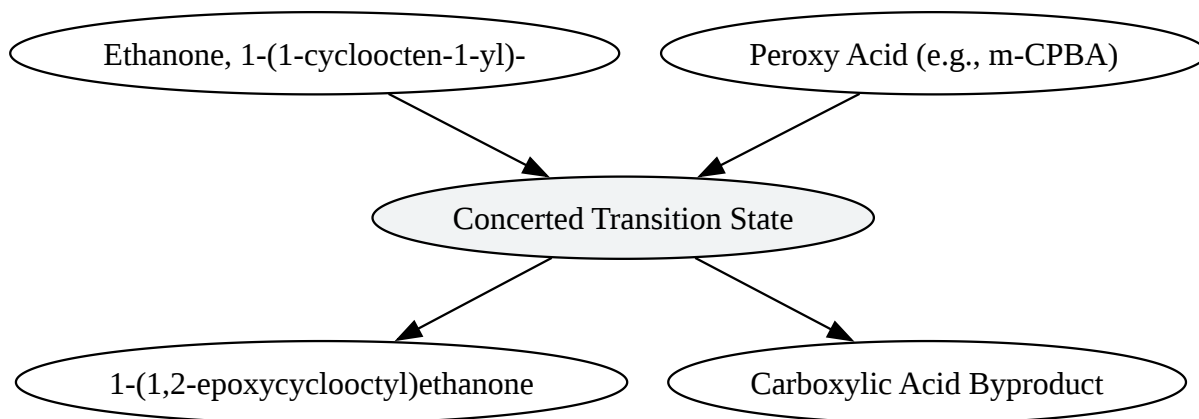 Ethanone, 1-(1-cycloocten-1-yl)-
Peroxy Acid (e.g., m-CPBA)
Concerted Transition State
1-(1,2-epoxycyclooctyl)ethanone
Carboxylic Acid Byproduct